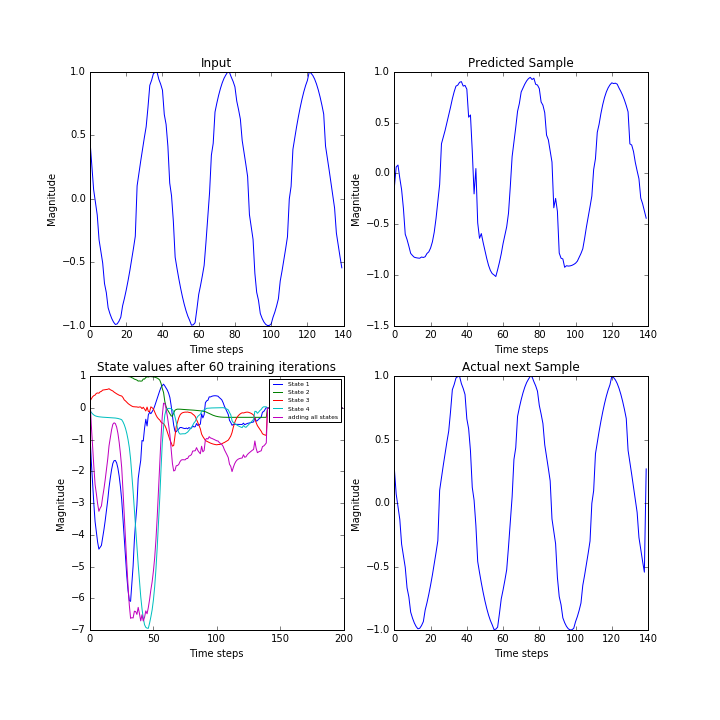 Input
1.0
0.5
0.0
−0.5
−1.0
Magnitude
0 20 40 60 80 100 120 140
Time steps
Predicted Sample
1.0
0.5
0.0
−0.5
−1.0
−1.5
Magnitude
0 20 40 60 80 100 120 140
Time steps
State values after 60 training iterations
1
0
−1
−2
−3
−4
−5
−6
−7
Magnitude
State 1
State 2
State 3
State 4
adding all states
0 50 100 150 200
Time steps
Actual next Sample
1.0
0.5
0.0
−0.5
−1.0
Magnitude
0 20 40 60 80 100 120 140
Time steps